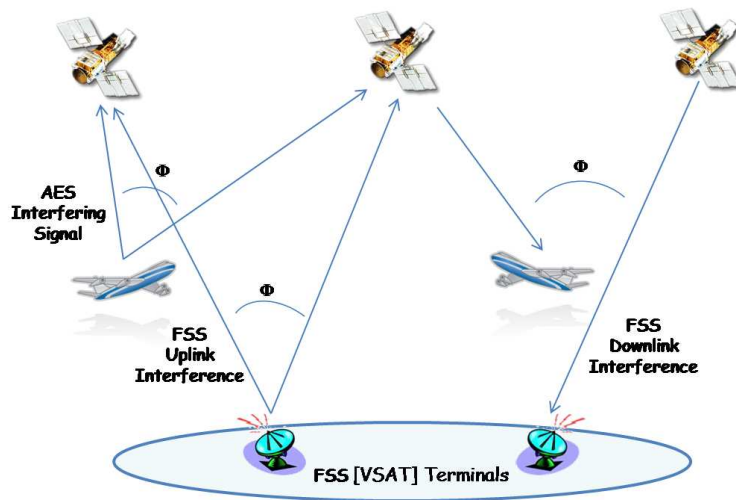 Φ
Φ
AES
Interfering
Signal
Φ
FSS
Uplink
Interference
FSS
Downlink
Interference
FSS [VSAT] Terminals